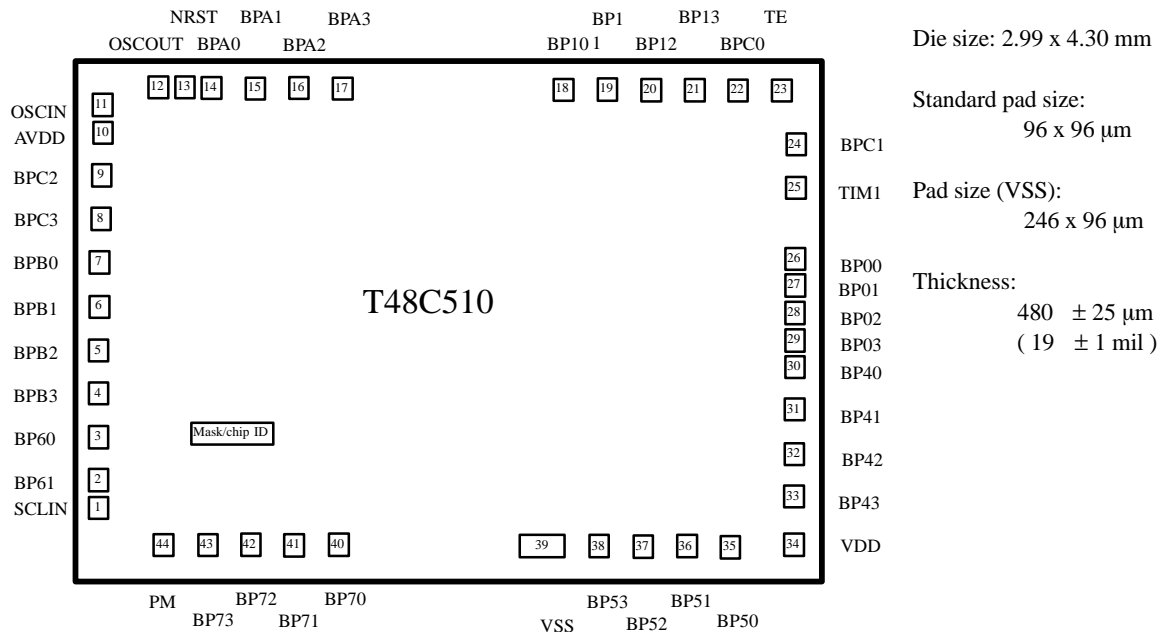 NRST BPA1 BPA3 BP1 BP13 TE
OSCOUT BPA0 BPA2 BP10 1 BP12 BPC0
12 13 14 15 16 17 18 19 20 21 22 23
11
OSCIN
10
AVDD
9
BPC2
8
BPC3
7
BPB0
6
BPB1
5
BPB2
4
BPB3
3
BP60
2
BP61
1
SCLIN
T48C510
Mask/chip ID
24
BPC1
25
TIM1
26
BP00
27
BP01
28
BP02
29
BP03
30
BP40
31
BP41
32
BP42
33
BP43
34
VDD
44 43 42 41 40 39 38 37 36 35
PM BP72 BP70 BP53 BP51
BP73 BP71 VSS BP52 BP50
Die size: 2.99 x 4.30 mm
Standard pad size:
96 x 96 μm
Pad size (VSS):
246 x 96 μm
Thickness:
480 ± 25 μm
( 19 ± 1 mil )